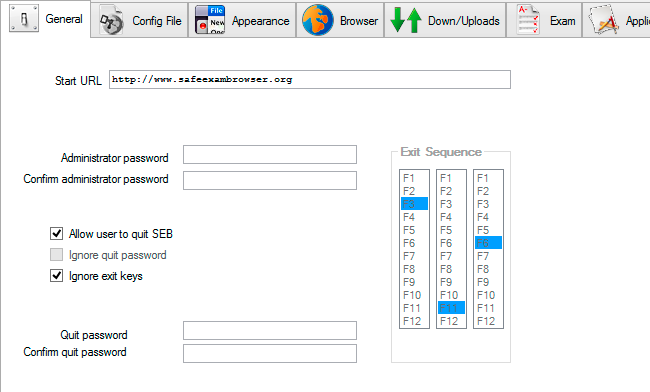 General
Config File
Appearance
File
New
Browser
Down/Uploads
Exam
Applic
Start URL
http://www.safeexambrowser.org
Administrator password
Confirm administrator password
Allow user to quit SEB
Ignore quit password
Ignore exit keys
Quit password
Confirm quit password
Exit Sequence
F1 F1 F1
F2 F2 F2
F3 F3 F3
F4 F4 F4
F5 F5 F5
F6 F6 F6
F7 F7 F7
F8 F8 F8
F9 F9 F9
F10 F10 F10
F11 F11 F11
F12 F12 F12